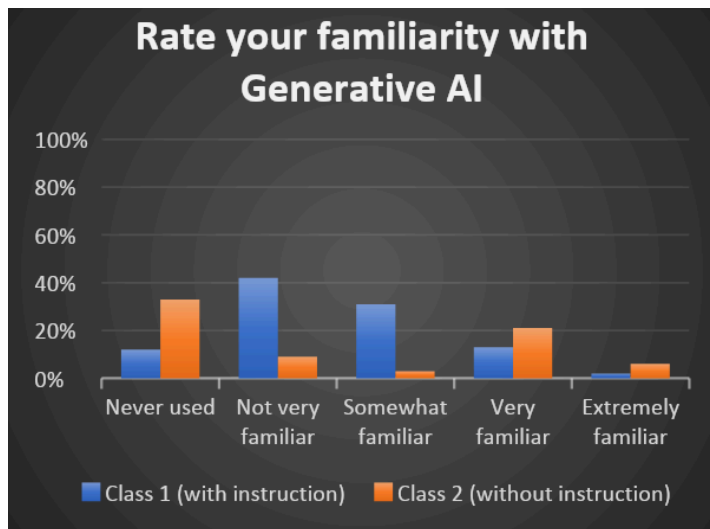 Rate your familiarity with
Generative AI
100%
80%
60%
40%
20%
0%
Never used
Not very
familiar
Somewhat
familiar
Very
familiar
Extremely
familiar
Class 1 (with instruction)
Class 2 (without instruction)